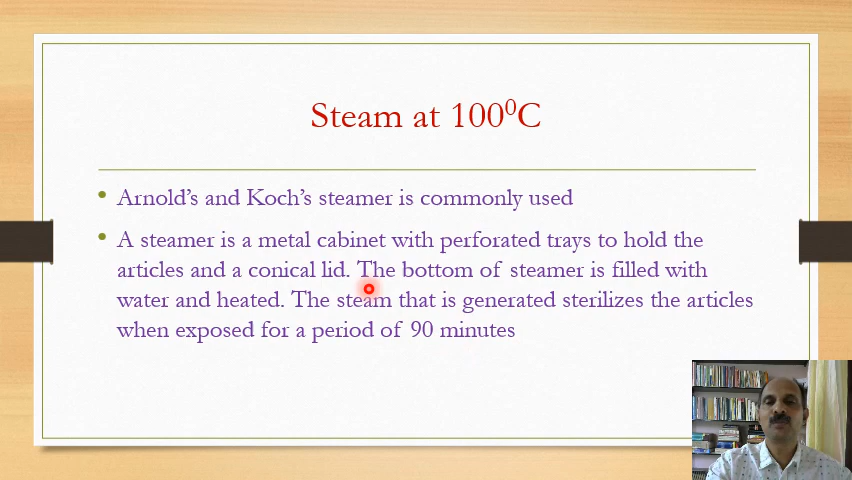 Steam at 100⁰C
• Arnold's and Koch's steamer is commonly used
• A steamer is a metal cabinet with perforated trays to hold the
articles and a conical lid. The bottom of steamer is filled with
water and heated. The steam that is generated sterilizes the articles
when exposed for a period of 90 minutes